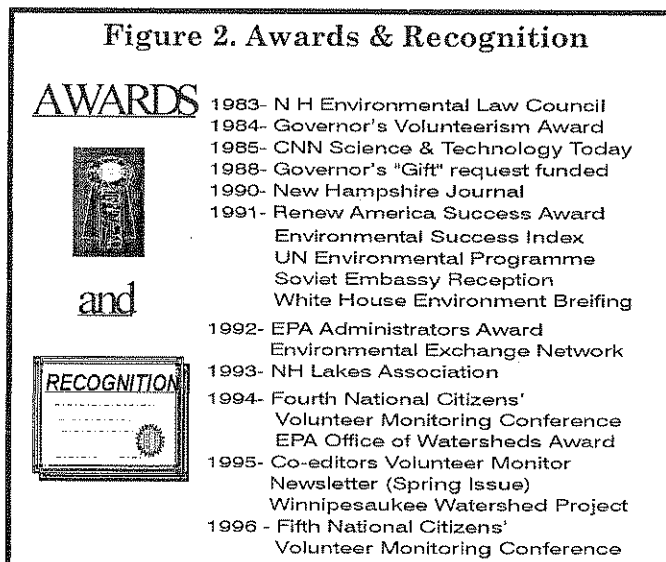 Figure 2. Awards & Recognition
AWARDS
and
RECOGNITION
1983- N H Environmental Law Council
1984- Governor's Volunteerism Award
1985- CNN Science & Technology Today
1988- Governor's "Gift" request funded
1990- New Hampshire Journal
1991- Renew America Success Award
Environmental Success Index
UN Environmental Programme
Soviet Embassy Reception
White House Environment Breifing
1992- EPA Administrators Award
Environmental Exchange Network
1993- NH Lakes Association
1994- Fourth National Citizens'
Volunteer Monitoring Conference
EPA Office of Watersheds Award
1995- Co-editors Volunteer Monitor
Newsletter (Spring Issue)
Winnipesaukee Watershed Project
1996 - Fifth National Citizens'
Volunteer Monitoring Conference